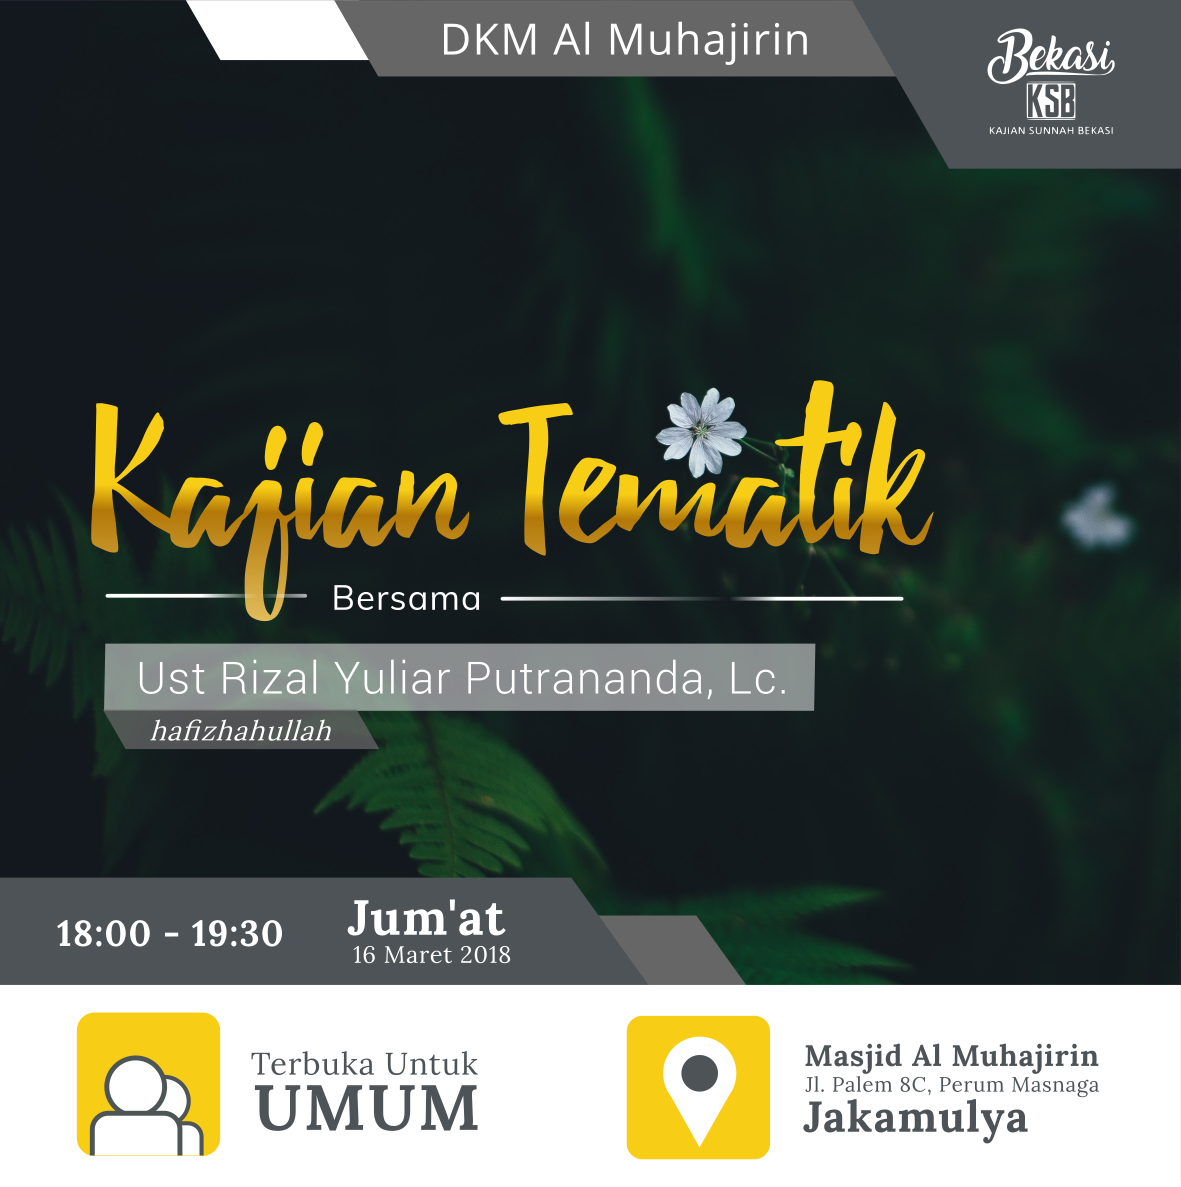 DKM Al Muhajirin
Bekasi
KSB
KAJIAN SUNNAH BEKASI
Kajian Tematik
Bersama
Ust Rizal Yuliar Putrananda, Lc.
hafizhahullah
18:00 - 19:30
Jum'at
16 Maret 2018
Terbuka Untuk
UMUM
Masjid Al Muhajirin
Jl. Palem 8C, Perum Masnaga
Jakamulya